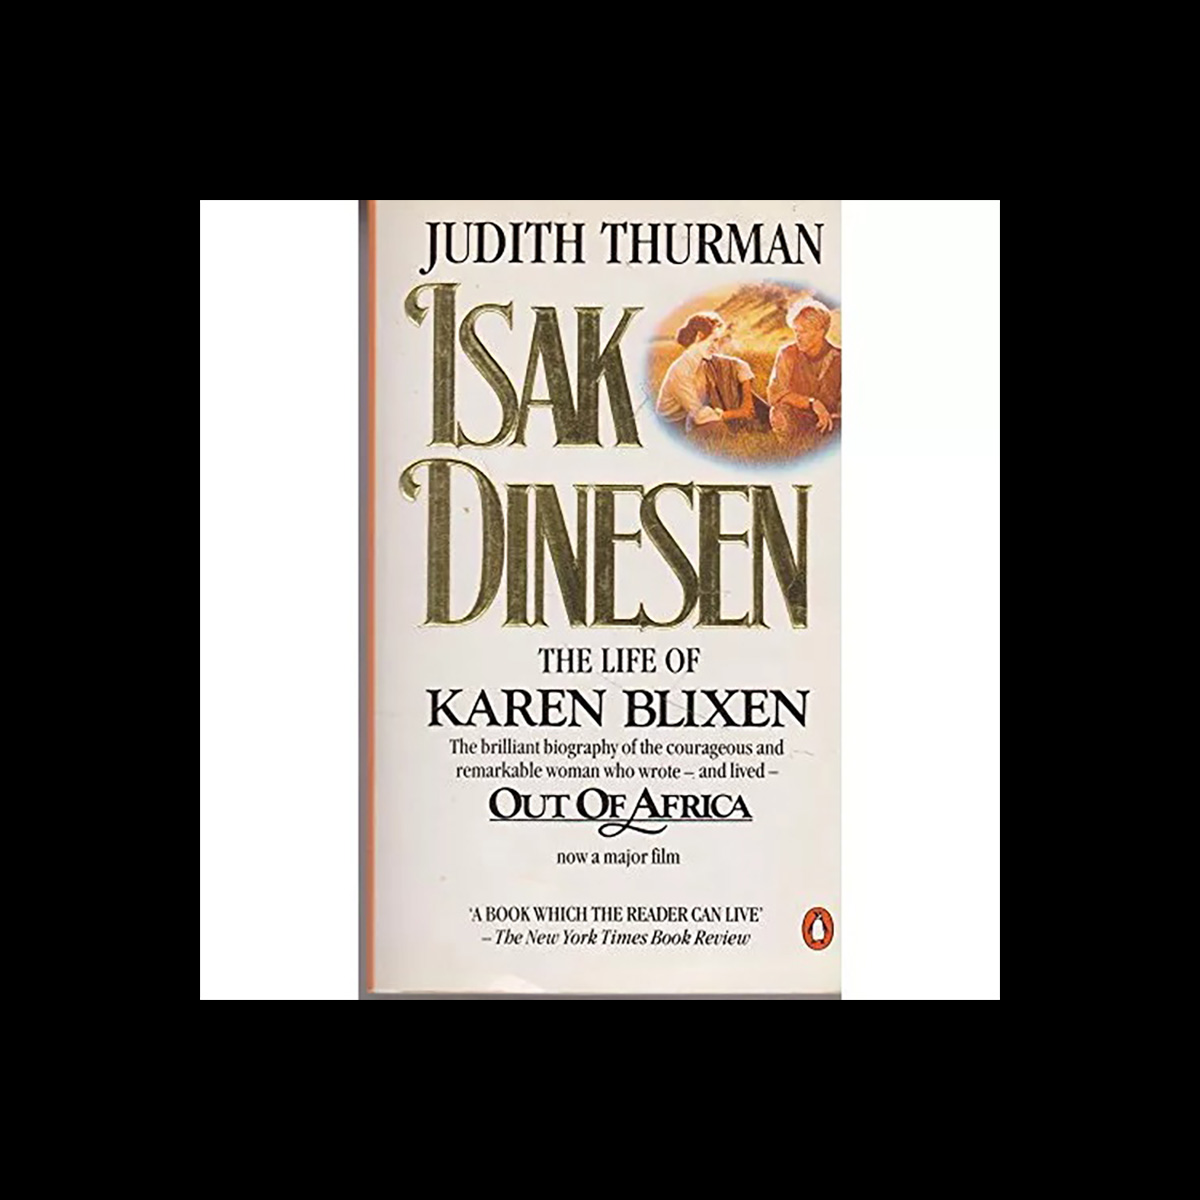 JUDITH THURMAN
ISAK
DINESEN
THE LIFE OF
KAREN BLIXEN
The brilliant biography of the courageous and
remarkable woman who wrote – and lived –
OUT OF AFRICA
now a major film
‘A BOOK WHICH THE READER CAN LIVE’
– The New York Times Book Review